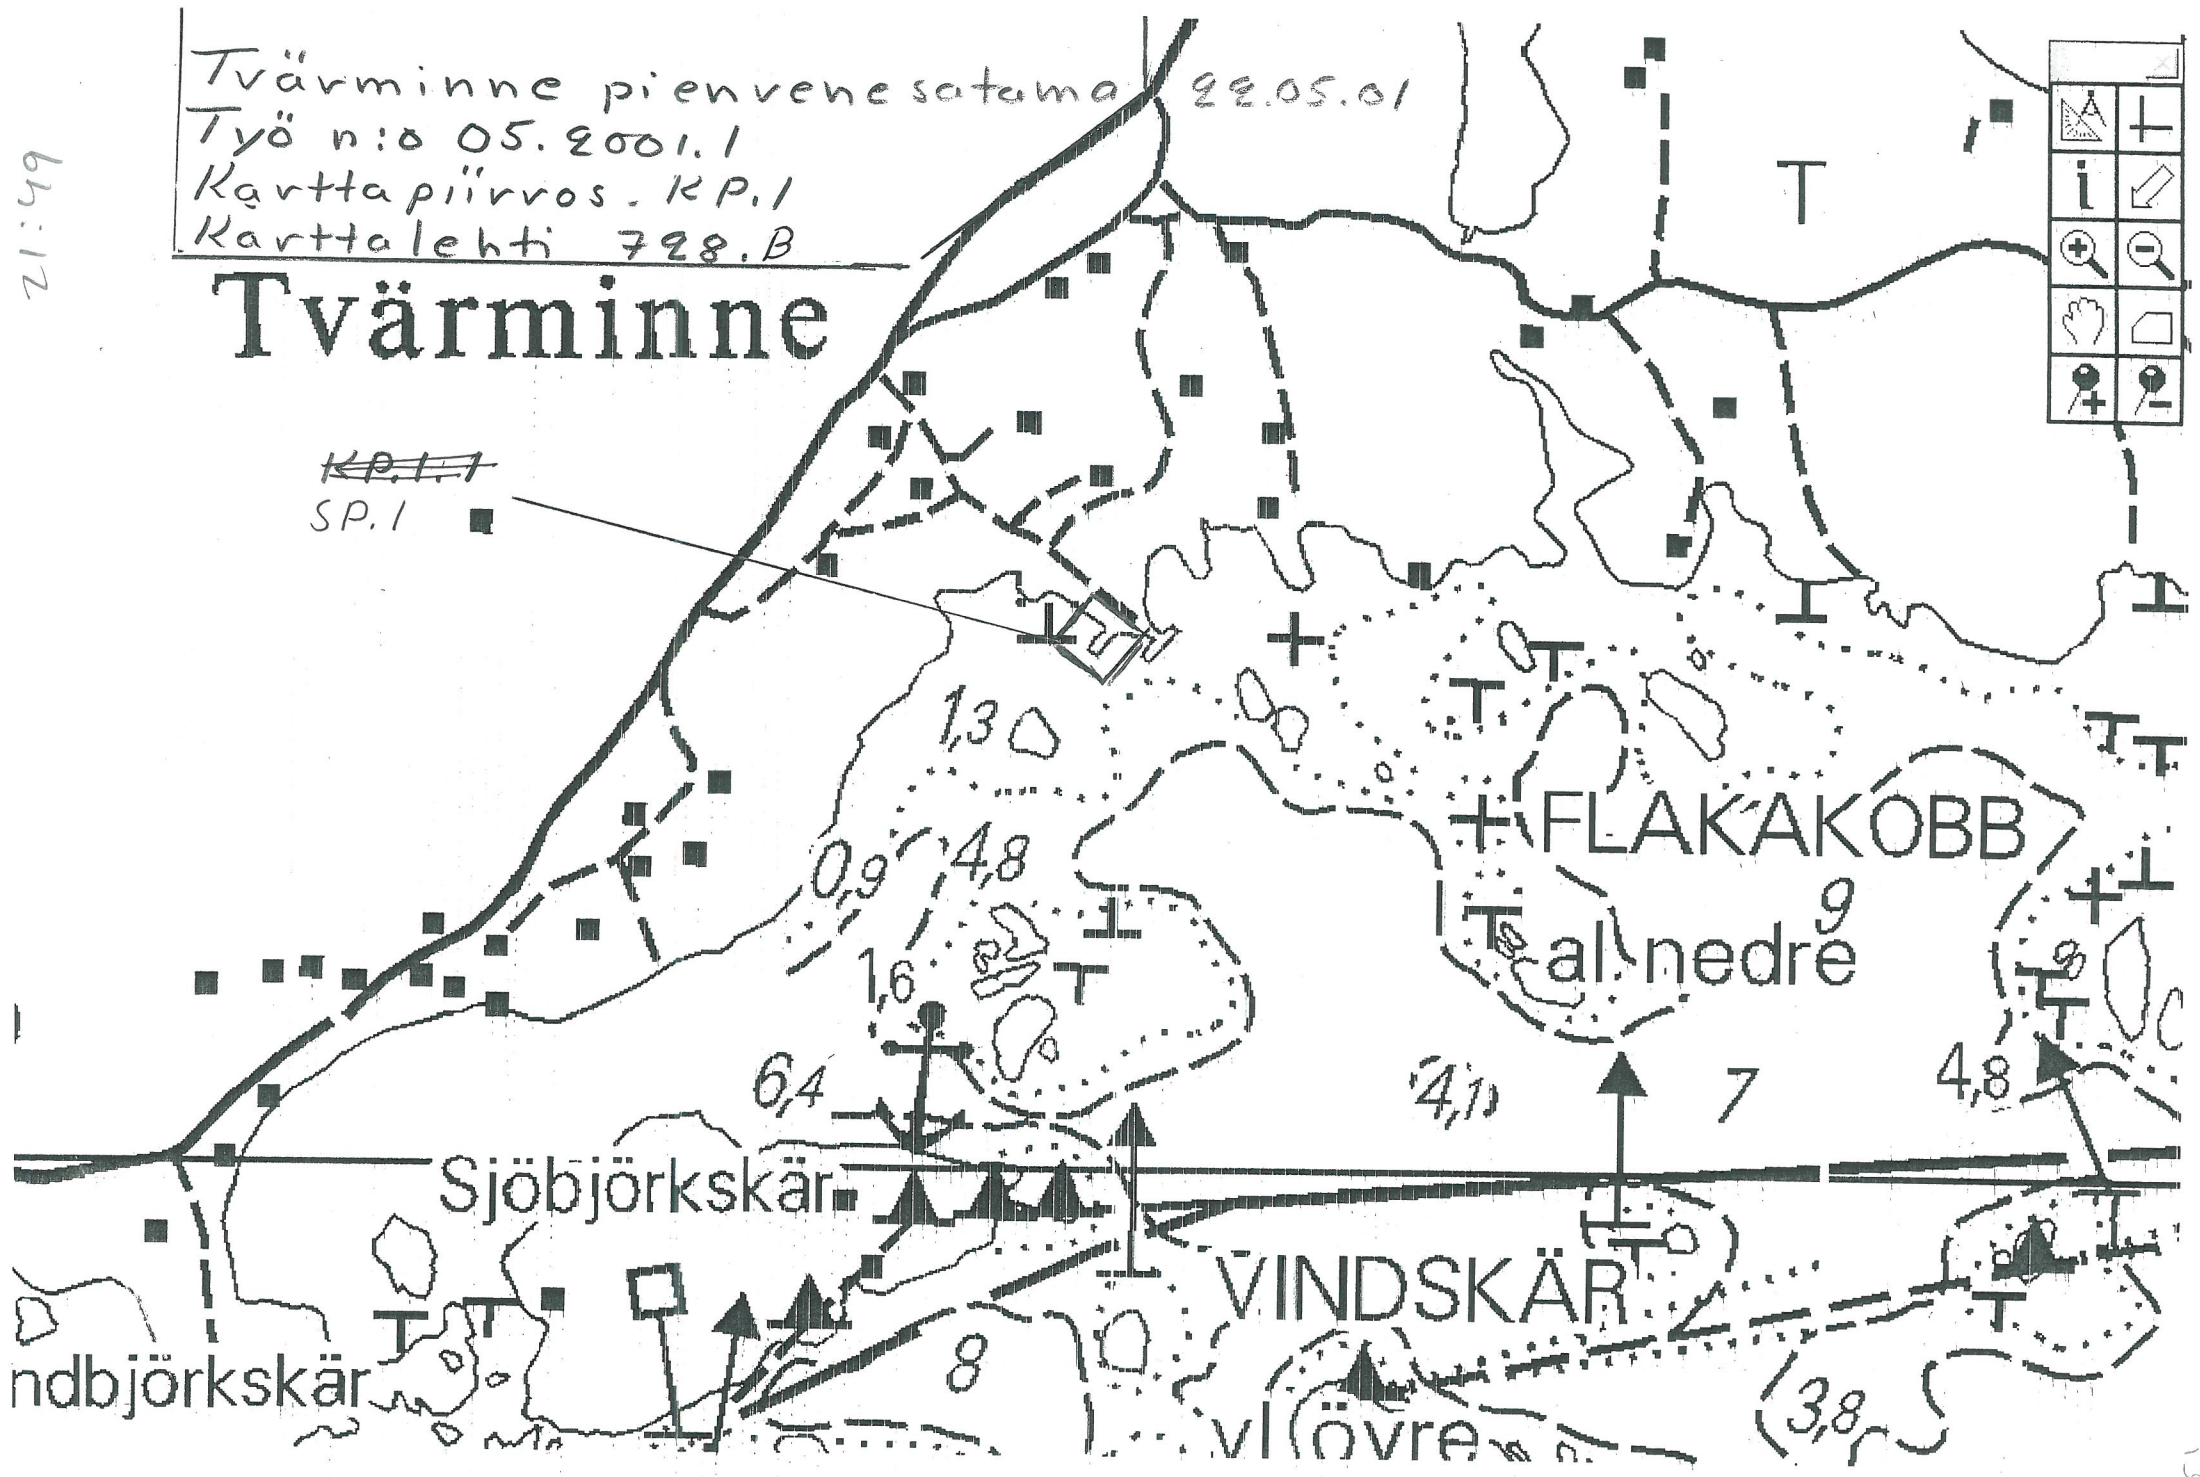 Tvärminne pienvenesatama 22.05.01
Työ n:o 05.2001.1
Karttapiirros. KP.1
Karttalehti 728.B
Tvärminne
KP.1.1
SP.1
T
1,3
FLAKAKOBB
0,9
4,8
9
al nedre
1,6
6,4
4,1
7
4,8
Sjöbjörkskär
VINDSKÄR
ndbjörkskär
8
vl övre
3,8